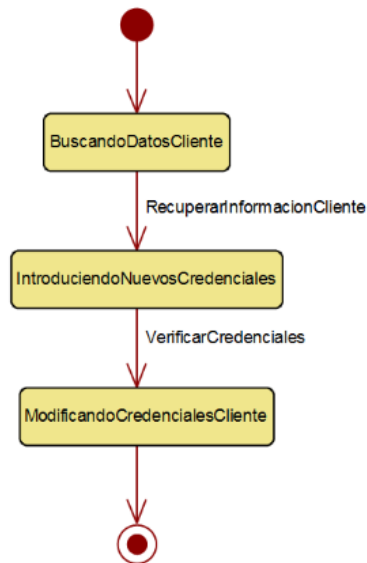 BuscandoDatosCliente
RecuperarInformacionCliente
IntroduciendoNuevosCredenciales
VerificarCredenciales
ModificandoCredencialesCliente